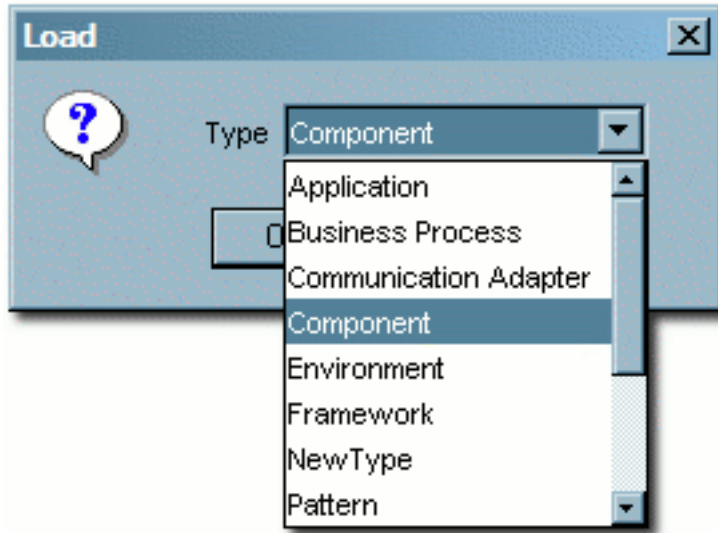 Load
?
Type Component
Application
Business Process
Communication Adapter
Component
Environment
Framework
NewType
Pattern